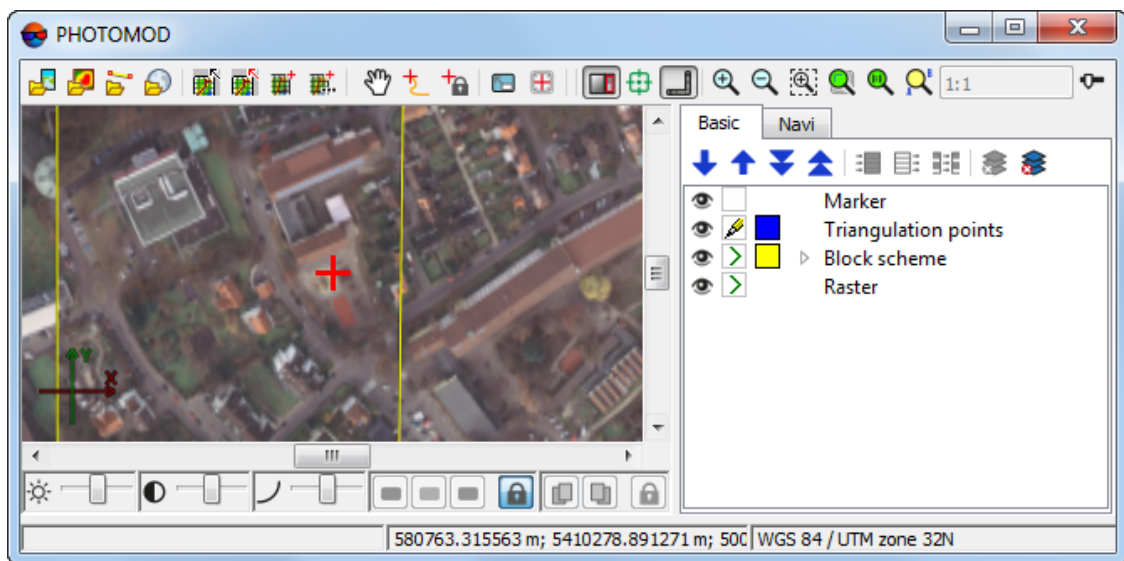 PHOTOMOD
1:1
Basic Navi
Marker
Triangulation points
Block scheme
Raster
Y
X
580763.315563 m; 5410278.891271 m; 500 WGS 84 / UTM zone 32N